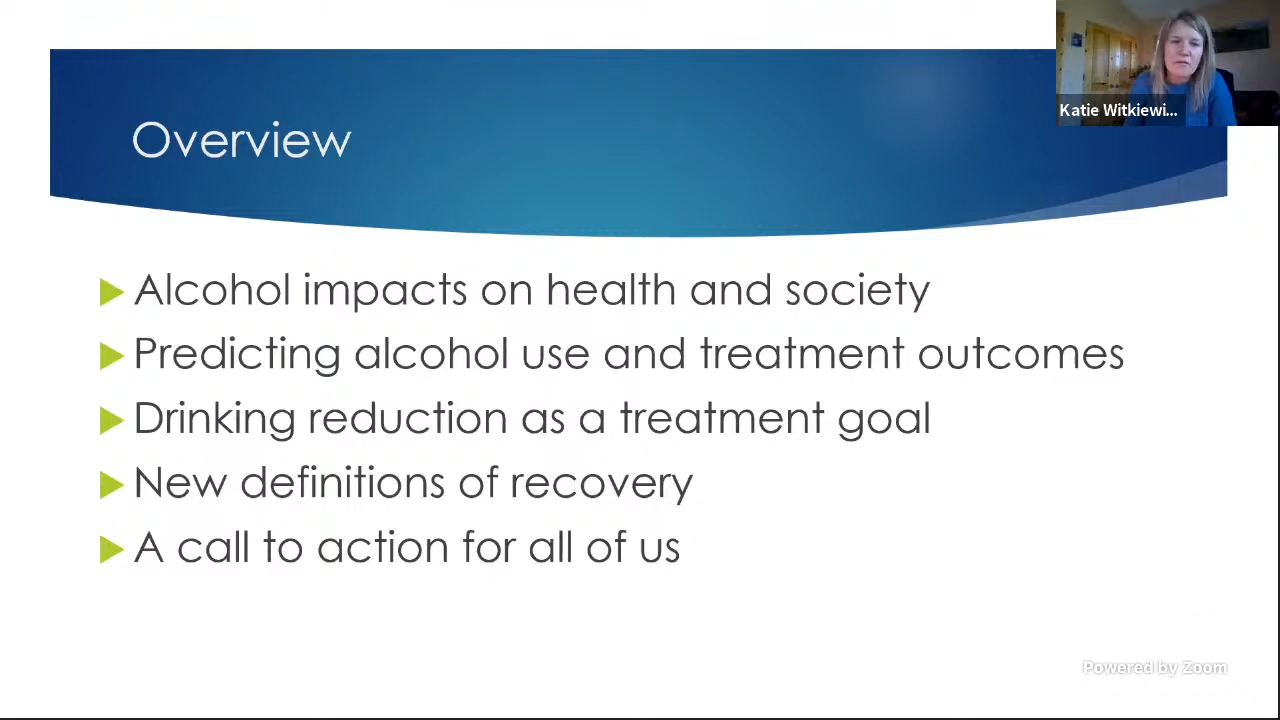 Katie Witkiewi...
Overview
Alcohol impacts on health and society
Predicting alcohol use and treatment outcomes
Drinking reduction as a treatment goal
New definitions of recovery
A call to action for all of us
Powered by Zoom